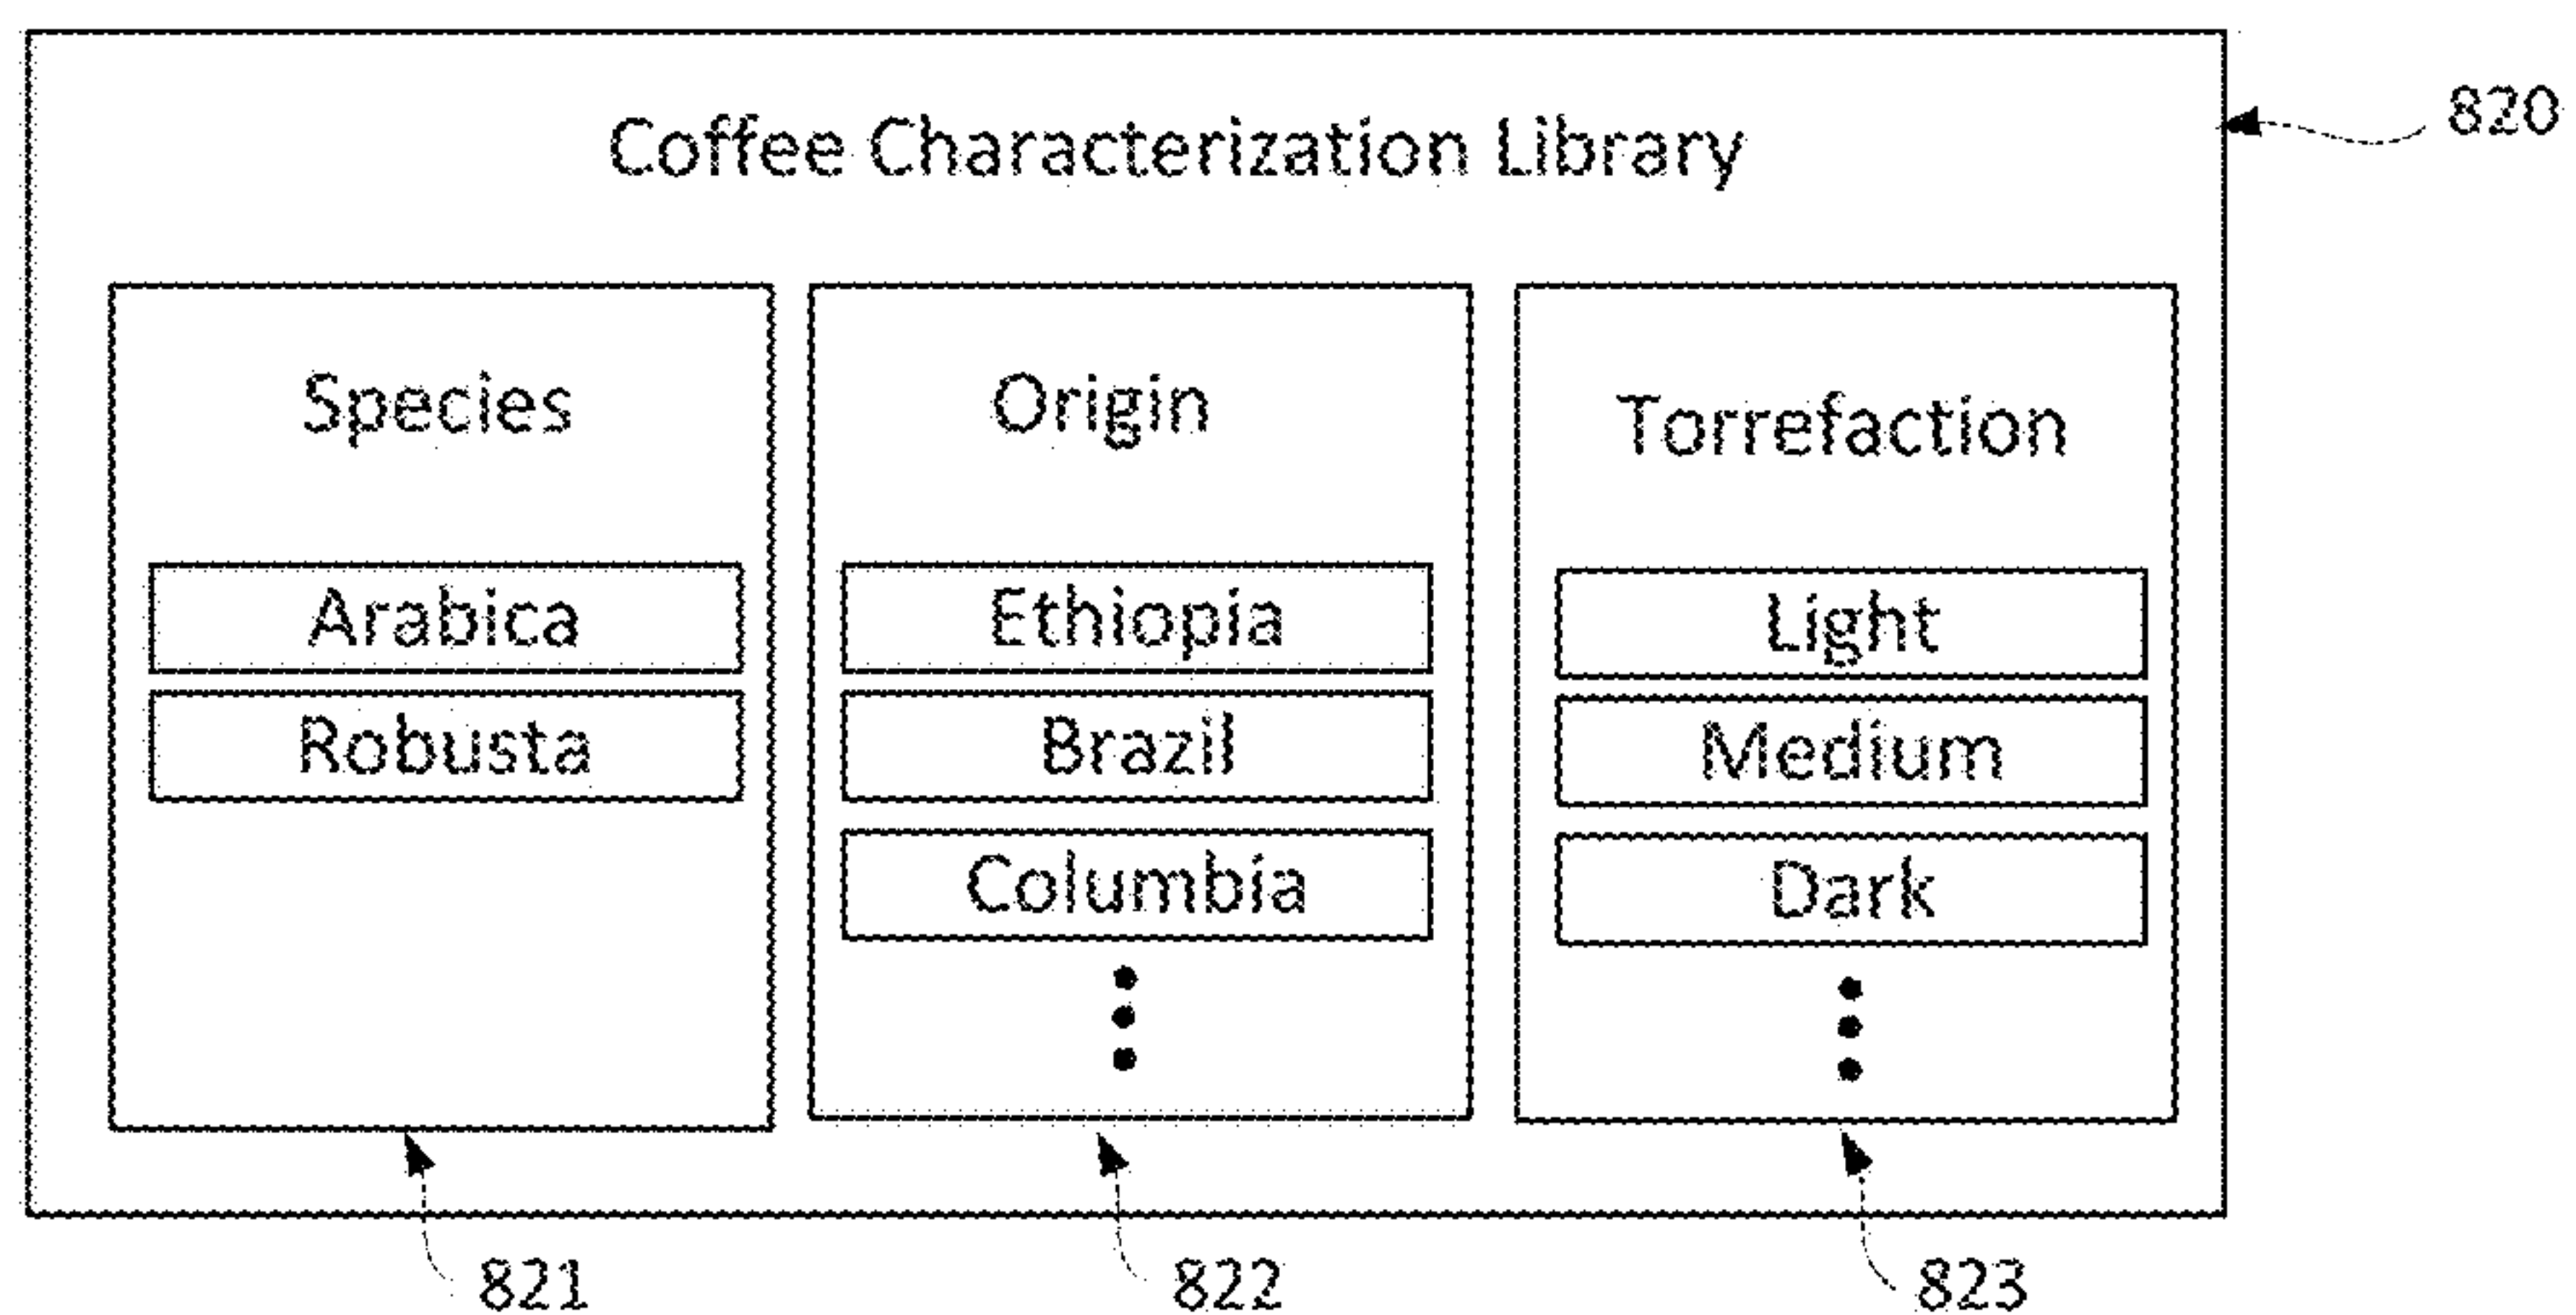 Coffee Characterization Library
820
Species
Arabica
Robusta
821
Origin
Ethiopia
Brazil
Columbia
822
Torrefaction
Light
Medium
Dark
823